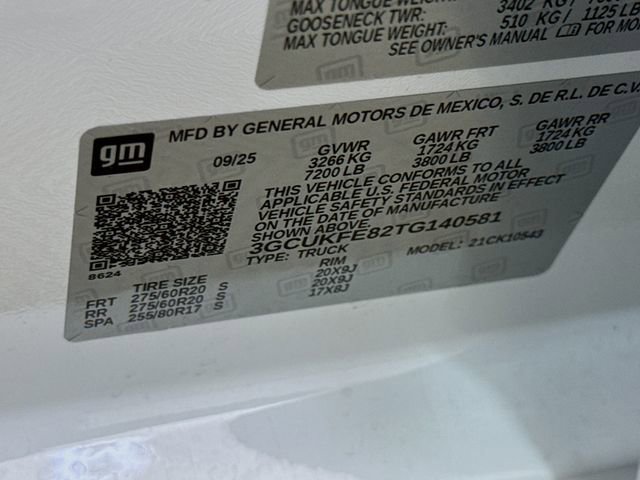 MAX TONGUE WEIGHT:
GOOSENECK TWR: 3402 KG /
MAX TONGUE WEIGHT: 510 KG / 1125 LB
SEE OWNER'S MANUAL FOR MOR
gm
MFD BY GENERAL MOTORS DE MEXICO, S. DE R.L. DE C.V.
09/25 GVWR GAWR FRT GAWR RR
3266 KG 1724 KG 1724 KG
7200 LB 3800 LB 3800 LB
THIS VEHICLE CONFORMS TO ALL
APPLICABLE U.S. FEDERAL MOTOR
VEHICLE SAFETY STANDARDS IN EFFECT
ON THE DATE OF MANUFACTURE
SHOWN ABOVE.
3GCUKFE82TG140581
TYPE: TRUCK MODEL: 21CK10543
8624
TIRE SIZE RIM
FRT 275/60R20 S 20X9J
RR 275/60R20 S 20X9J
SPA 255/80R17 S 17X8J